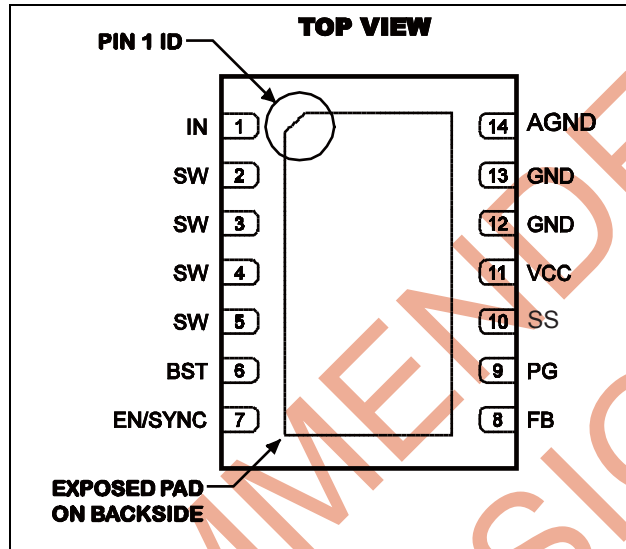 TOP VIEW
PIN 1 ID
IN 1
SW 2
SW 3
SW 4
SW 5
BST 6
EN/SYNC 7
14 AGND
13 GND
12 GND
11 VCC
10 SS
9 PG
8 FB
EXPOSED PAD
ON BACKSIDE